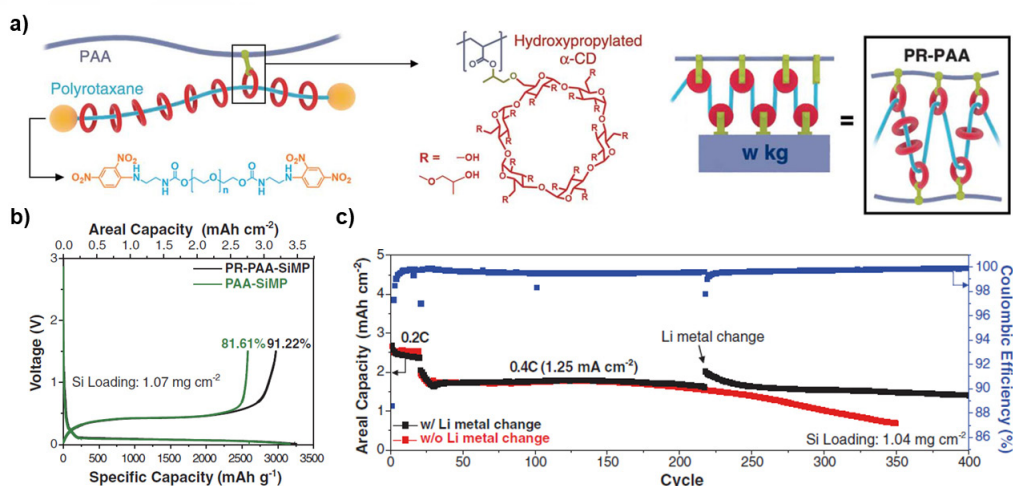 a)
PAA
Polyrotaxane
NO₂
O₂N
N
H
H
N
O
O
O
n
O
O
N
H
H
N
NO₂
NO₂
Hydroxypropylated
α-CD
O
O
O
R
R = —OH
O
OH
w kg
=
PR-PAA
b)
Areal Capacity (mAh cm⁻²)
0.0 0.5 1.0 1.5 2.0 2.5 3.0 3.5
PR-PAA-SiMP
PAA-SiMP
81.61% 91.22%
Si Loading: 1.07 mg cm⁻²
Voltage (V)
3
2
1
0
0 500 1000 1500 2000 2500 3000 3500
Specific Capacity (mAh g⁻¹)
c)
Areal Capacity (mAh cm⁻²)
5
4
3
2
1
0
0.2C
0.4C (1.25 mA cm⁻²)
Li metal change
w/ Li metal change
w/o Li metal change
Si Loading: 1.04 mg cm⁻²
0 50 100 150 200 250 300 350 400
Cycle
100
98
96
94
92
90
88
86
Coulombic Efficiency (%)